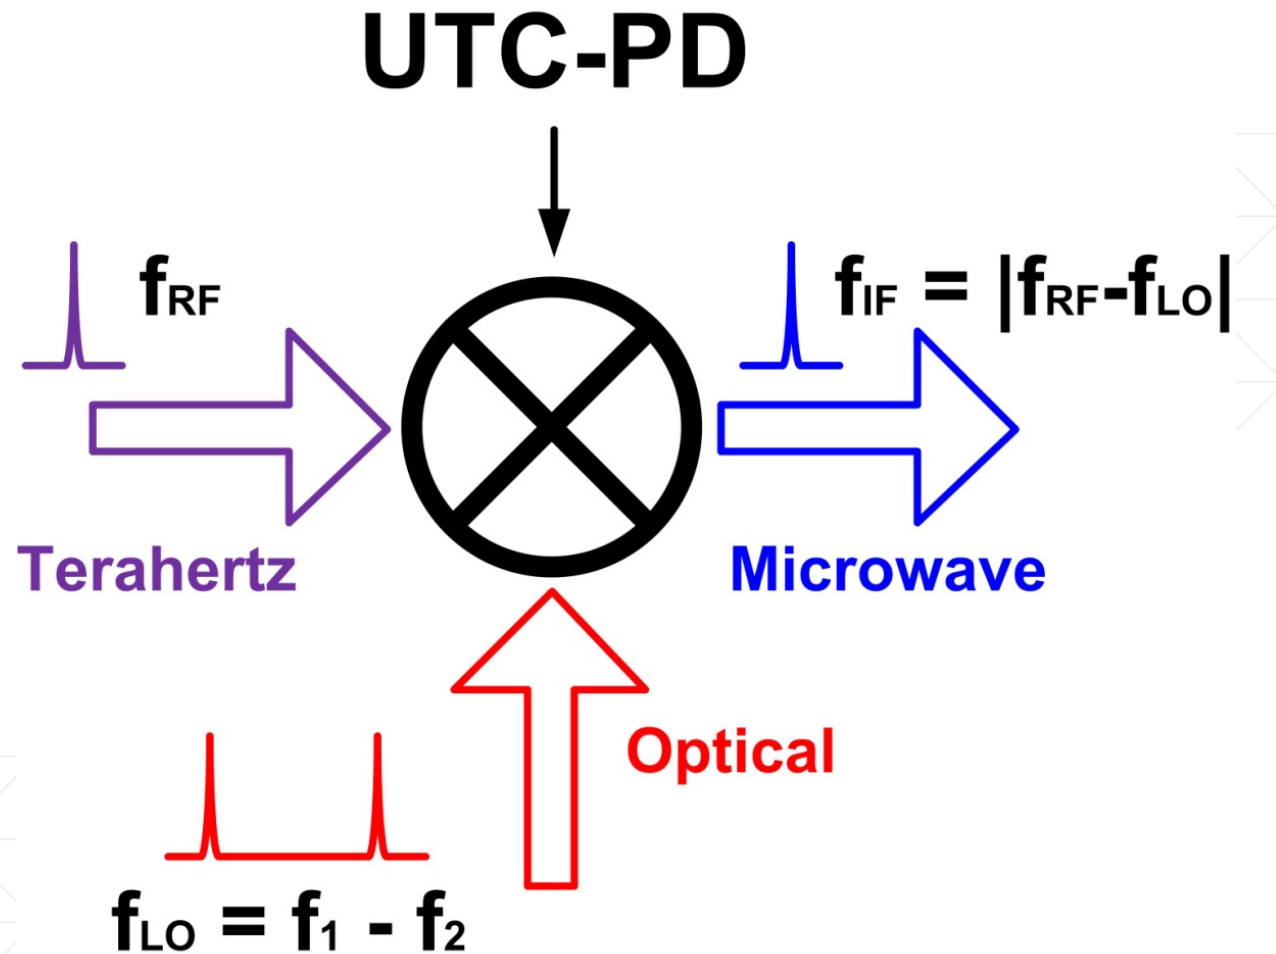 UTC-PD
fRF
fIF = |fRF-fLO|
Terahertz
Microwave
Optical
fLO = f1 - f2